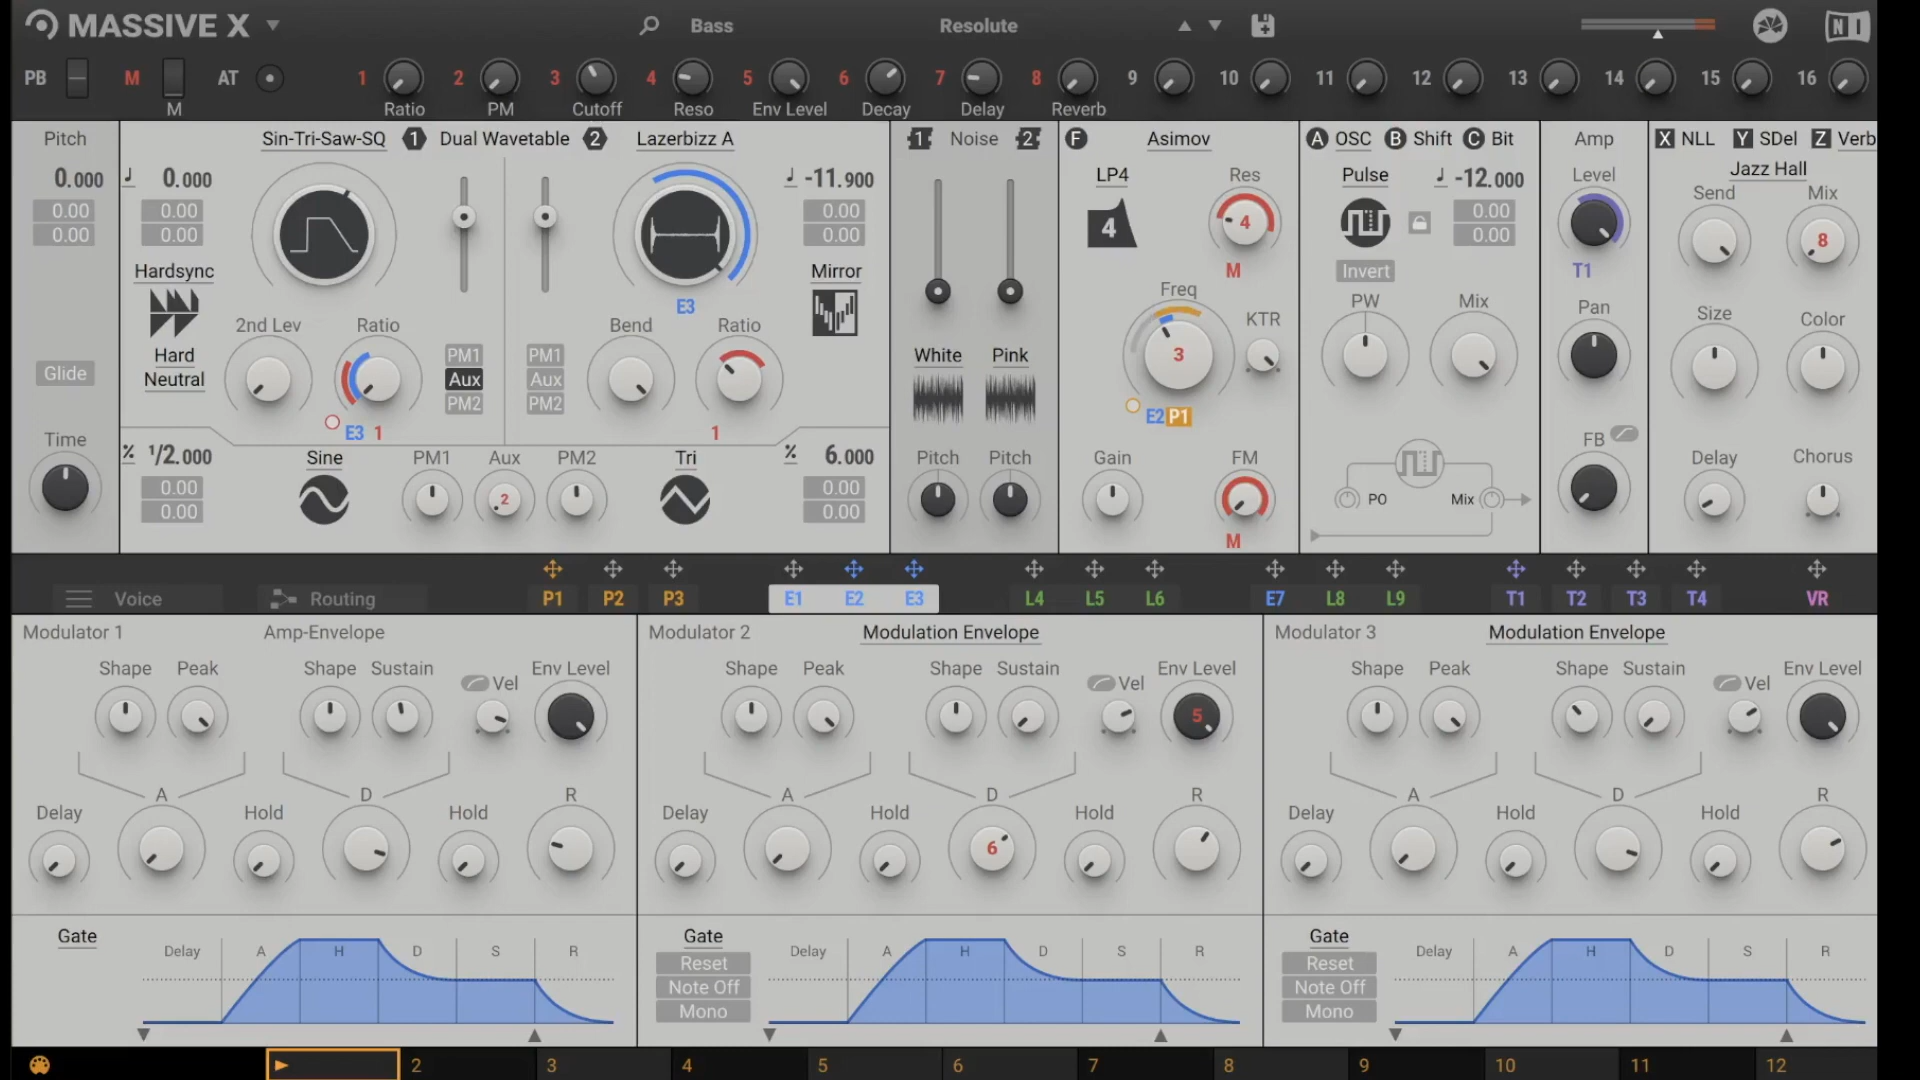 MASSIVE X Bass Resolute NI
PB M AT 1 2 3 4 5 6 7 8 9 10 11 12 13 14 15 16
M Ratio PM Cutoff Reso Env Level Decay Delay Reverb
Pitch Sin-Tri-Saw-SQ 1 Dual Wavetable 2 Lazerbizz A 1 Noise 2 F Asimov A OSC B Shift C Bit Amp X NLL Y SDel Z Verb
Jazz Hall
0.000 0.000 -11.900 LP4 Res Pulse -12.000 Level Send Mix
0.00 0.00 0.00 0.00
0.00 0.00 0.00 0.00
4 4 8
Hardsync E3 Mirror M Invert T1
2nd Lev Ratio Bend Ratio Freq KTR PW Mix Pan Size Color
Hard PM1 PM1 White Pink 3
Neutral Aux Aux
Glide PM2 PM2
E3 1 1 E2 P1
Time 1/2.000 Sine PM1 Aux PM2 Tri 6.000 Pitch Pitch Gain FM FB Delay Chorus
0.00 2 0.00 PO Mix
0.00 0.00
M
Voice Routing P1 P2 P3 E1 E2 E3 L4 L5 L6 E7 L8 L9 T1 T2 T3 T4 VR
Modulator 1 Amp-Envelope Modulator 2 Modulation Envelope Modulator 3 Modulation Envelope
Shape Peak Shape Sustain Vel Env Level Shape Peak Shape Sustain Vel Env Level Shape Peak Shape Sustain Vel Env Level
5
A D R A D R A D R
Delay Hold Hold Delay Hold Hold Delay Hold Hold
6
Gate Gate Gate
Delay A H D S R Delay A H D S R Delay A H D S R
Reset Reset
Note Off Note Off
Mono Mono
2 3 4 5 6 7 8 9 10 11 12